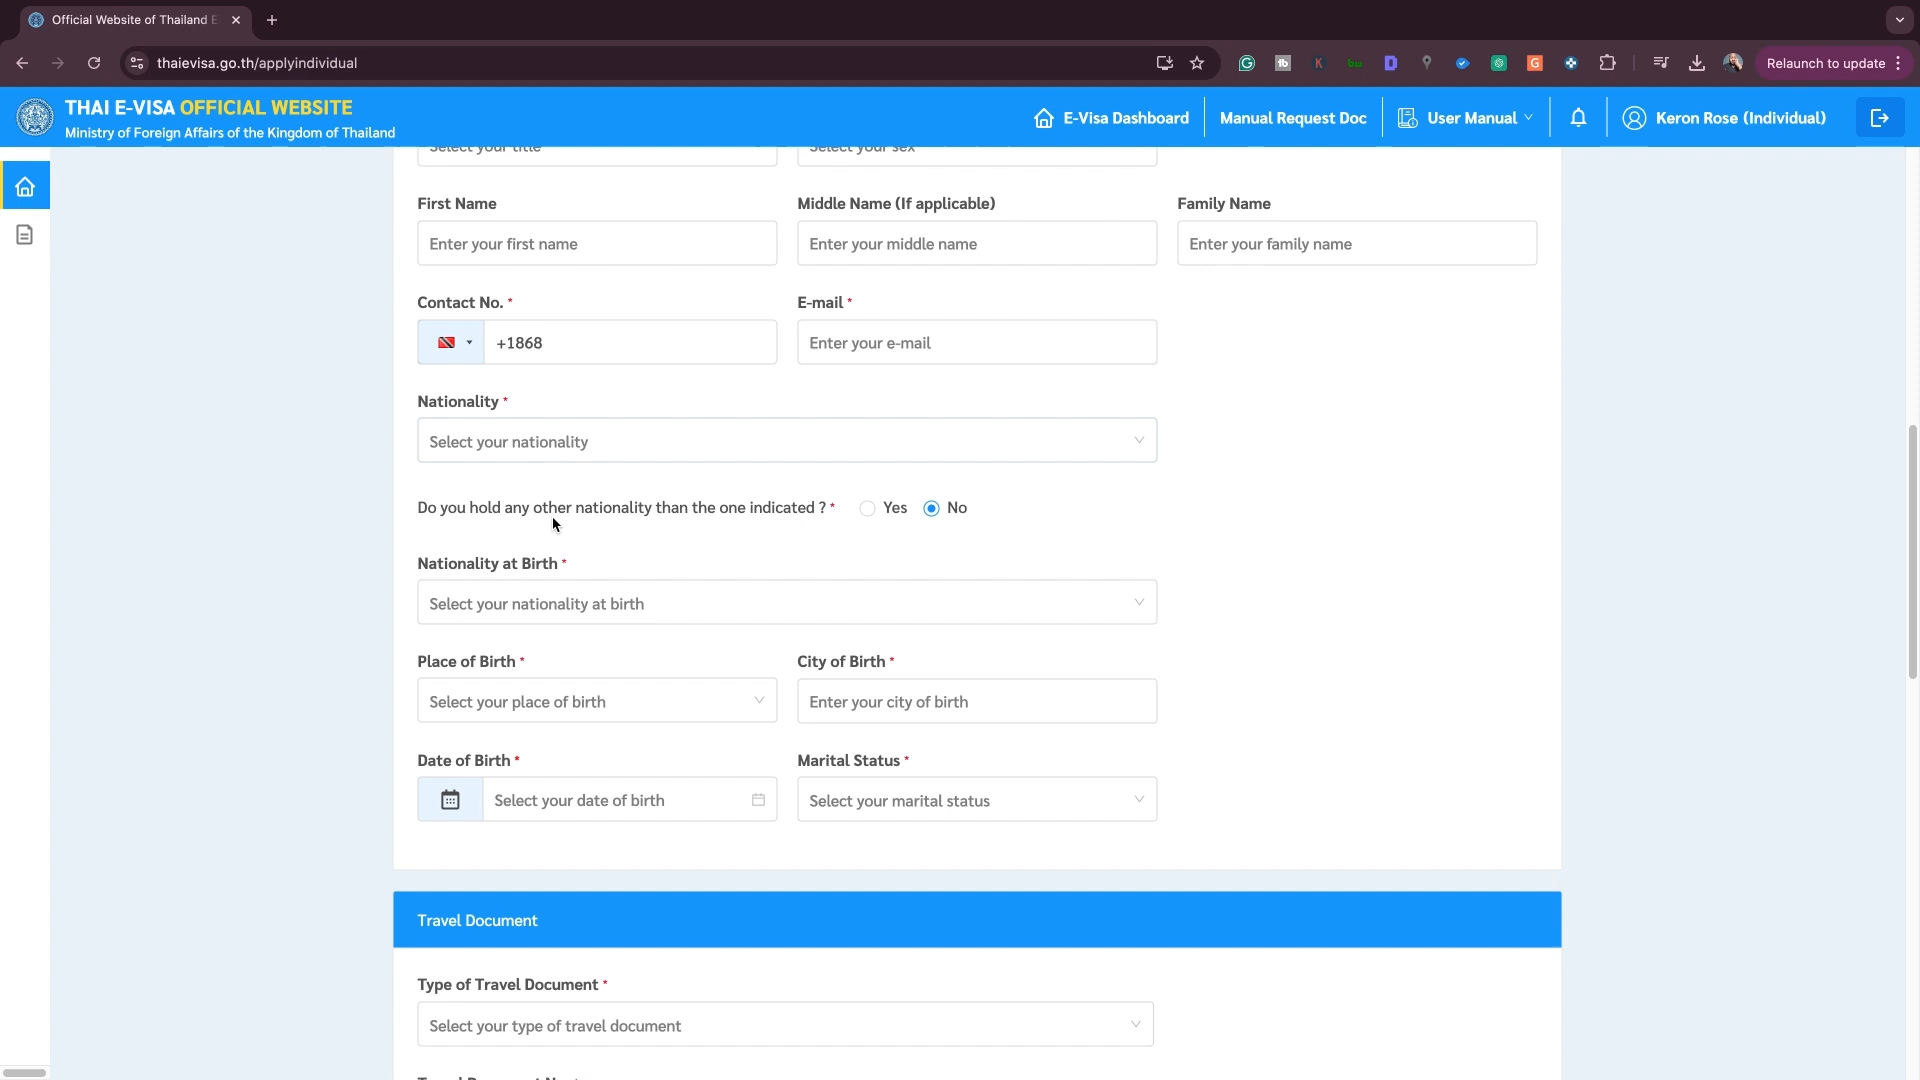 Official Website of Thailand E
thaievisa.go.th/applyindividual
Relaunch to update
THAI E-VISA OFFICIAL WEBSITE
Ministry of Foreign Affairs of the Kingdom of Thailand
E-Visa Dashboard
Manual Request Doc
User Manual
Keron Rose (Individual)
Select your title
Select your sex
First Name
Middle Name (If applicable)
Family Name
Enter your first name
Enter your middle name
Enter your family name
Contact No. *
E-mail *
+1868
Enter your e-mail
Nationality *
Select your nationality
Do you hold any other nationality than the one indicated ? *
Yes
No
Nationality at Birth *
Select your nationality at birth
Place of Birth *
City of Birth *
Select your place of birth
Enter your city of birth
Date of Birth *
Marital Status *
Select your date of birth
Select your marital status
Travel Document
Type of Travel Document *
Select your type of travel document